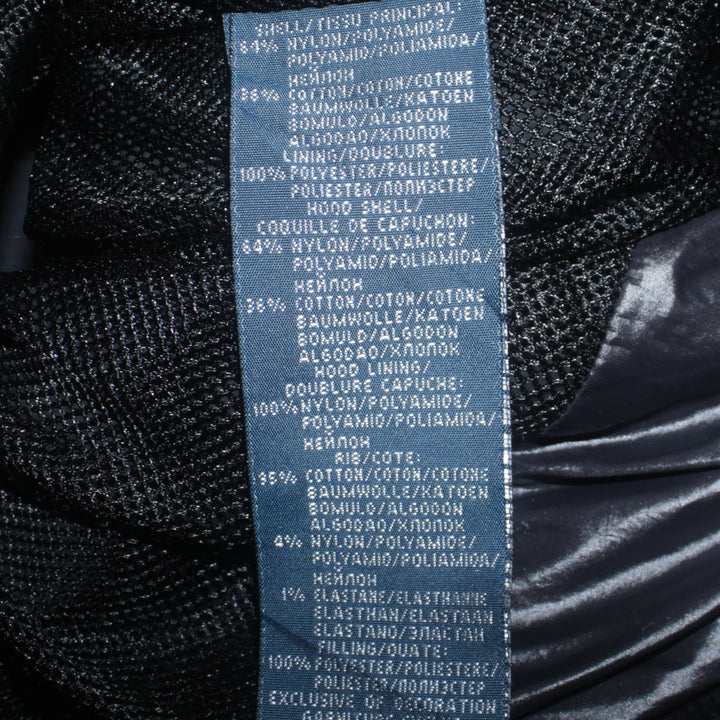 SHELL/TISSU PRINCIPAL:
64% NYLON/POLYAMIDE/
POLYAMID/POLIAMIDA/
НЕЙЛОН
36% COTTON/COTON/COTONE
BAUMWOLLE/KATOEN
BOMULD/ALGODON
ALGODAO/ХЛОПОК
LINING/DOUBLURE:
100% POLYESTER/POLIESTERE/
POLIESTER/ПОЛИЭСТЕР
HOOD SHELL/
COQUILLE DE CAPUCHON:
64% NYLON/POLYAMIDE/
POLYAMID/POLIAMIDA/
НЕЙЛОН
36% COTTON/COTON/COTONE
BAUMWOLLE/KATOEN
BOMULD/ALGODON
ALGODAO/ХЛОПОК
HOOD LINING/
DOUBLURE CAPUCHE:
100% NYLON/POLYAMIDE/
POLYAMID/POLIAMIDA/
НЕЙЛОН
RIB/COTE:
95% COTTON/COTON/COTONE
BAUMWOLLE/KATOEN
BOMULD/ALGODON
ALGODAO/ХЛОПОК
4% NYLON/POLYAMIDE/
POLYAMID/POLIAMIDA/
НЕЙЛОН
1% ELASTANE/ELASTHANNE
ELASTHAN/ELASTAAN
ELASTANO/ЭЛАСТАН
FILLING/OUATE:
100% POLYESTER/POLIESTERE/
POLIESTER/ПОЛИЭСТЕР
EXCLUSIVE OF DECORATION